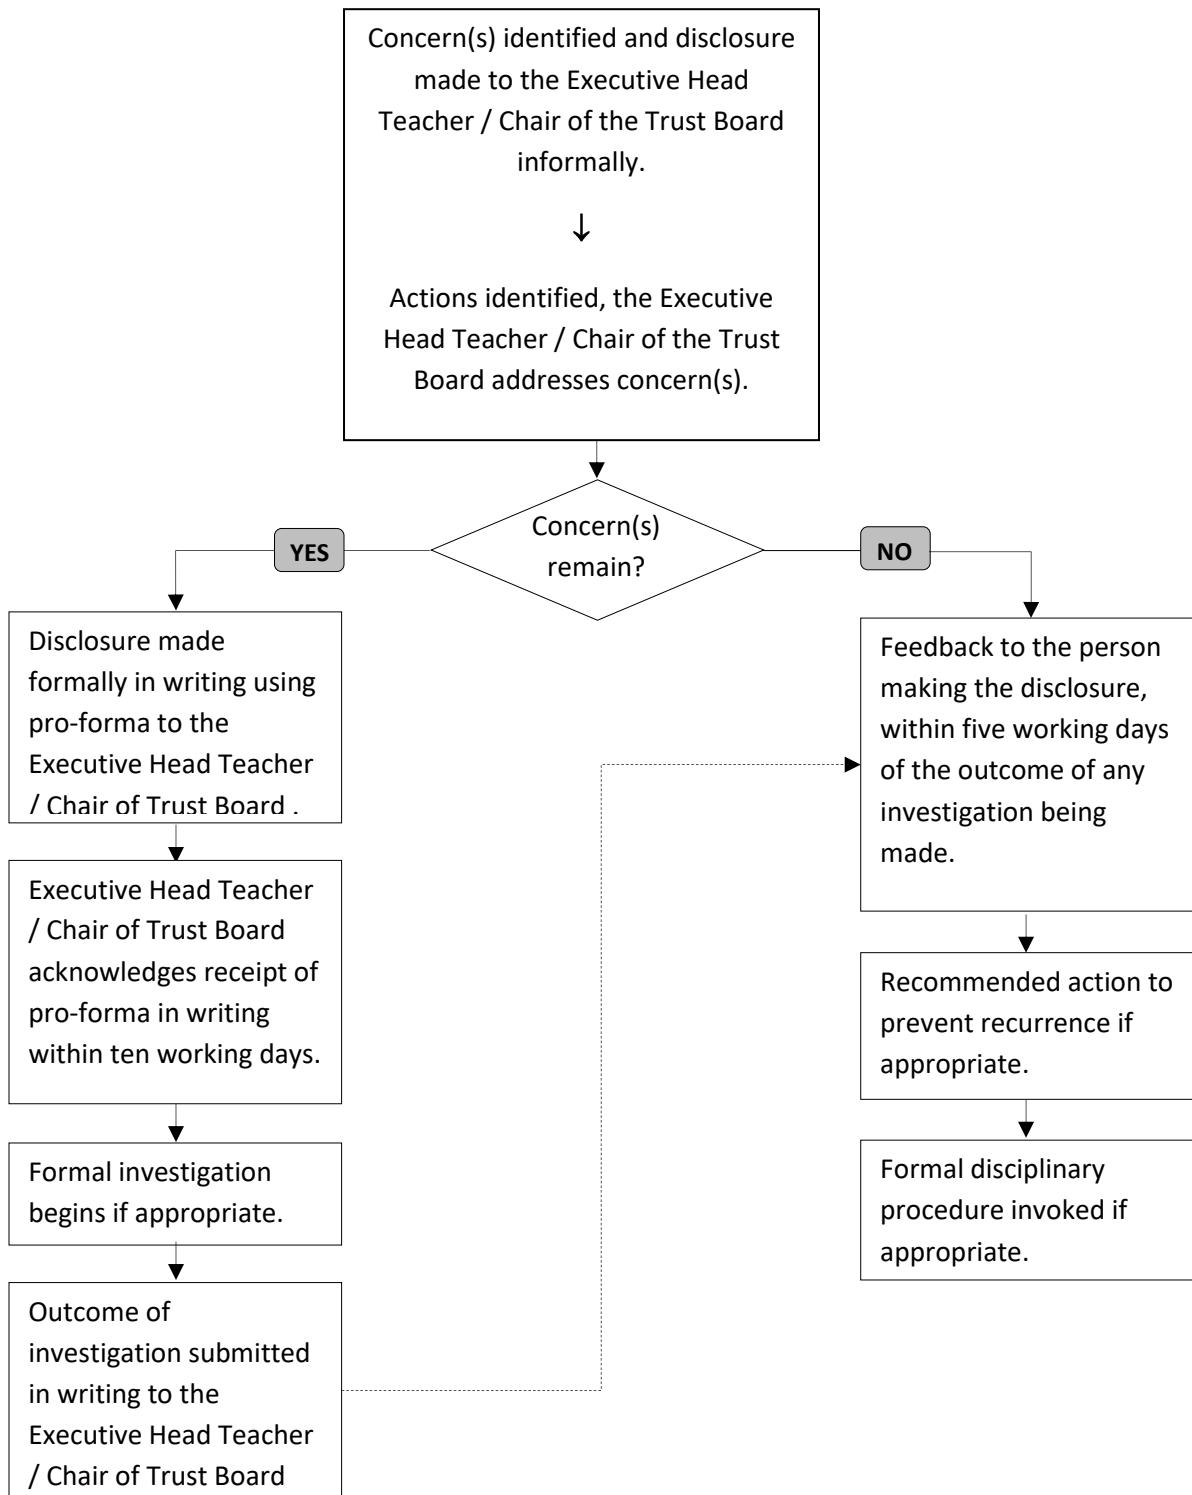 Concern(s) identified and disclosure
made to the Executive Head
Teacher / Chair of the Trust Board
informally.
↓
Actions identified, the Executive
Head Teacher / Chair of the Trust
Board addresses concern(s).
Concern(s)
remain?
YES
NO
Disclosure made
formally in writing using
pro-forma to the
Executive Head Teacher
/ Chair of Trust Board .
Executive Head Teacher
/ Chair of Trust Board
acknowledges receipt of
pro-forma in writing
within ten working days.
Formal investigation
begins if appropriate.
Outcome of
investigation submitted
in writing to the
Executive Head Teacher
/ Chair of Trust Board
Feedback to the person
making the disclosure,
within five working days
of the outcome of any
investigation being
made.
Recommended action to
prevent recurrence if
appropriate.
Formal disciplinary
procedure invoked if
appropriate.